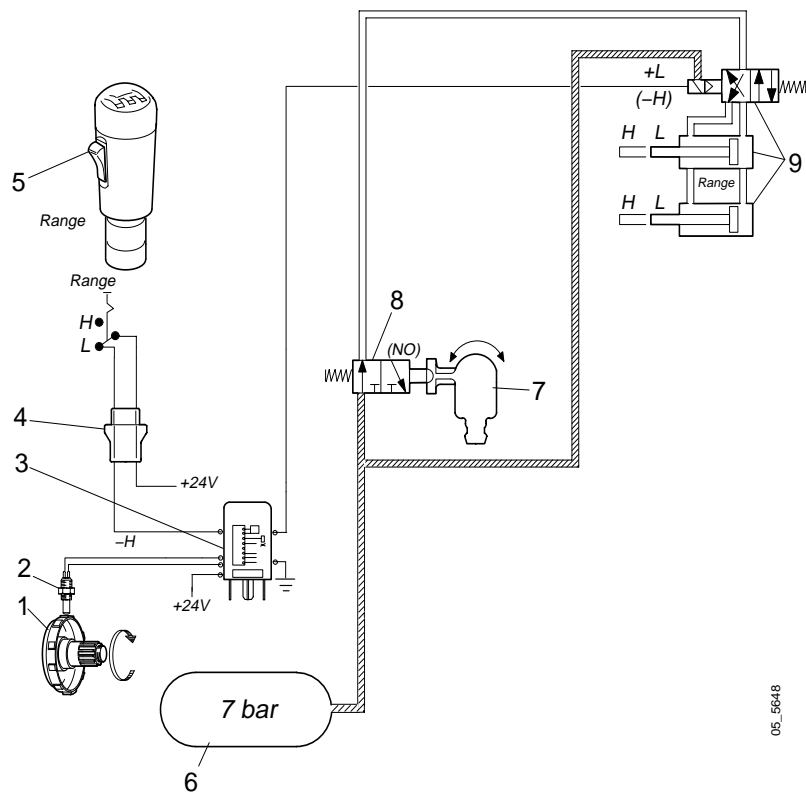 +L
(–H)
5
H L
9
Range
Range
H L
Range
8
H
(NO)
L
7
4
3
+24V
–H
2
+24V
1
7 bar
05_5648
6